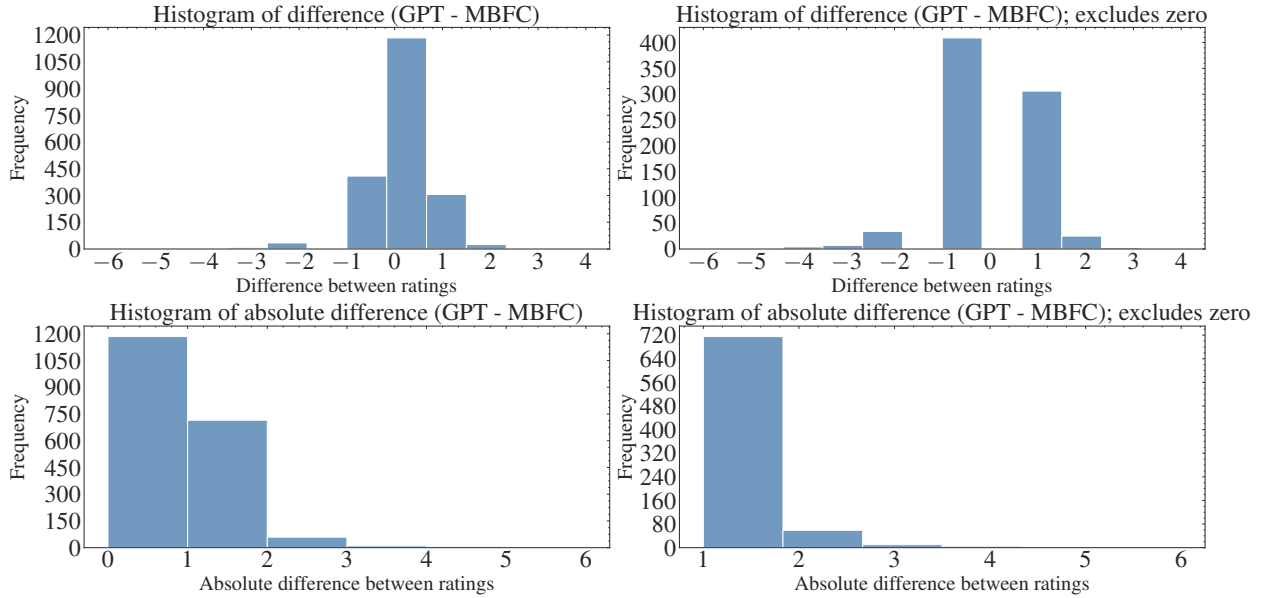 Histogram of difference (GPT - MBFC)
1200
1050
900
750
600
450
300
150
0
Frequency
−6 −5 −4 −3 −2 −1 0 1 2 3 4
Difference between ratings
Histogram of difference (GPT - MBFC); excludes zero
400
350
300
250
200
150
100
50
0
Frequency
−6 −5 −4 −3 −2 −1 0 1 2 3 4
Difference between ratings
Histogram of absolute difference (GPT - MBFC)
1200
1050
900
750
600
450
300
150
0
Frequency
0 1 2 3 4 5 6
Absolute difference between ratings
Histogram of absolute difference (GPT - MBFC); excludes zero
720
640
560
480
400
320
240
160
80
0
Frequency
1 2 3 4 5 6
Absolute difference between ratings